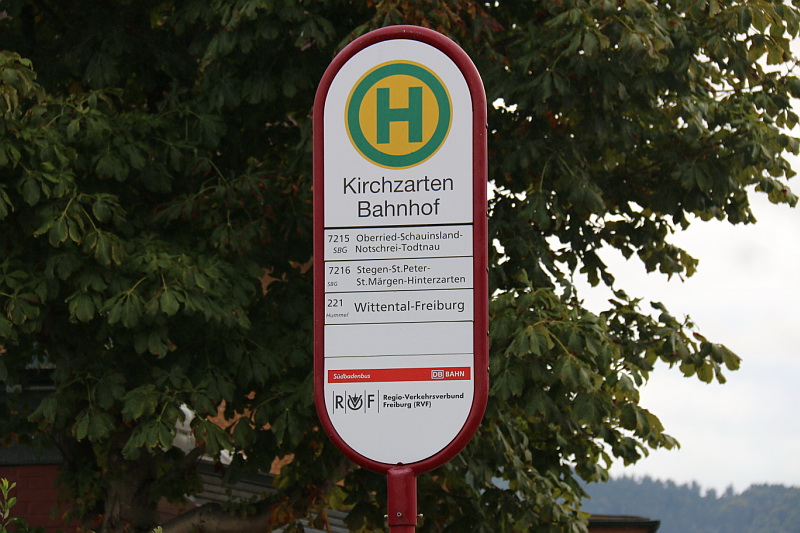 H
Kirchzarten
Bahnhof
7215 Oberried-Schauinsland-
SBG Notschrei-Todtnau
7216 Stegen-St.Peter-
SBG St.Märgen-Hinterzarten
221 Wittental-Freiburg
Hummel
Südbadenbus DB BAHN
RVF Regio-Verkehrsverbund
Freiburg (RVF)